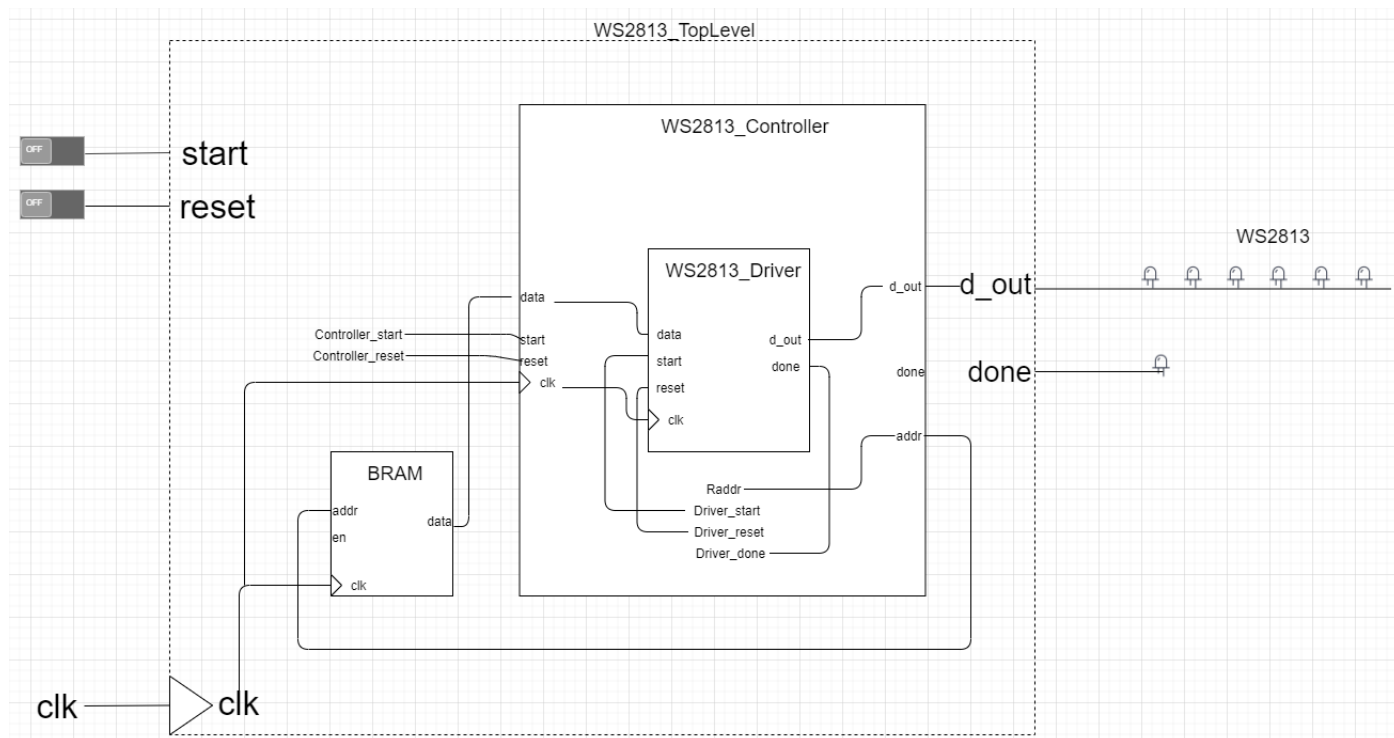 WS2813_TopLevel
WS2813_Controller
OFF
start
OFF
reset
WS2813
WS2813_Driver
d_out
d_out
data
Controller_start
start
data
d_out
Controller_reset
reset
start
done
done
done
clk
reset
clk
addr
BRAM
Raddr
addr
data
Driver_start
en
Driver_reset
Driver_done
clk
clk
clk